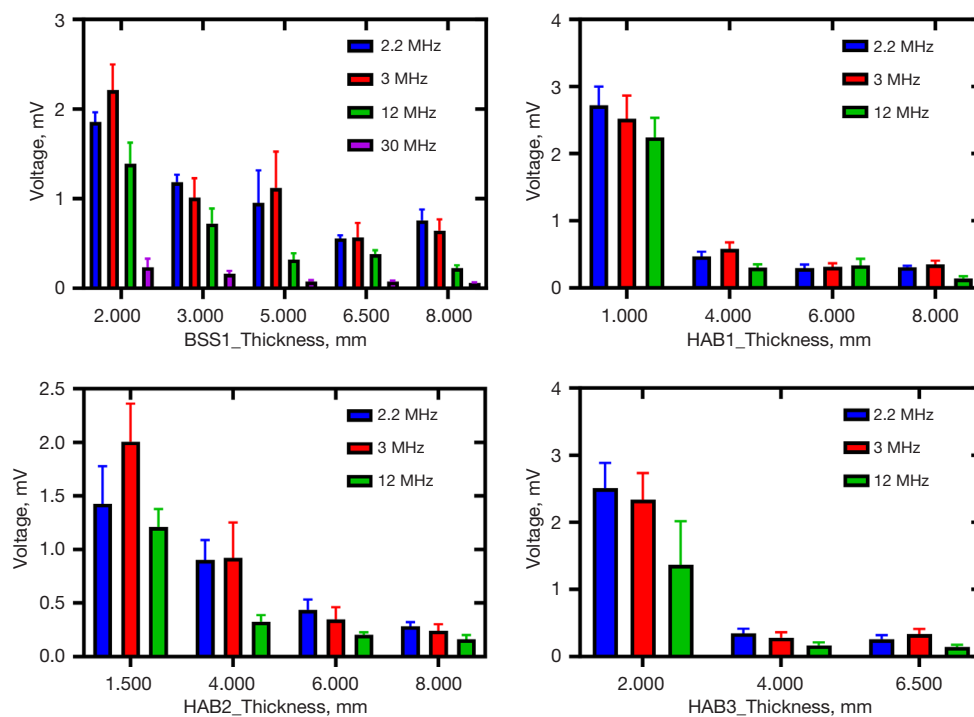 3
2
1
0
Voltage, mV
2.2 MHz
3 MHz
12 MHz
30 MHz
2.000 3.000 5.000 6.500 8.000
BSS1_Thickness, mm
4
3
2
1
0
Voltage, mV
2.2 MHz
3 MHz
12 MHz
1.000 4.000 6.000 8.000
HAB1_Thickness, mm
2.5
2.0
1.5
1.0
0.5
0.0
Voltage, mV
2.2 MHz
3 MHz
12 MHz
1.500 4.000 6.000 8.000
HAB2_Thickness, mm
4
3
2
1
0
Voltage, mV
2.2 MHz
3 MHz
12 MHz
2.000 4.000 6.500
HAB3_Thickness, mm